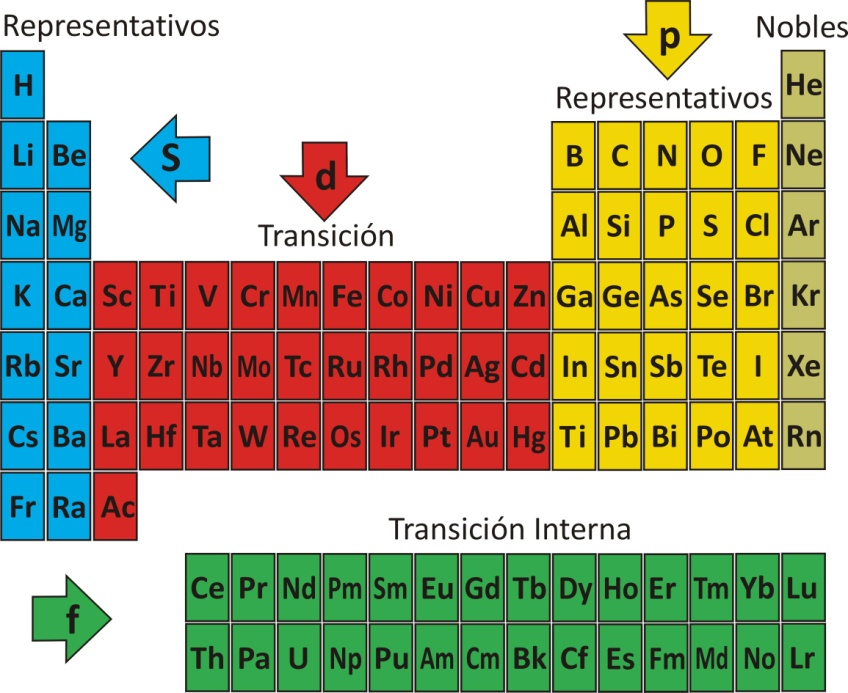 Representativos
p
Nobles
H
Representativos
He
Li Be
S
B C N O F Ne
d
Na Mg
Transición
Al Si P S Cl Ar
K Ca Sc Ti V Cr Mn Fe Co Ni Cu Zn Ga Ge As Se Br Kr
Rb Sr Y Zr Nb Mo Tc Ru Rh Pd Ag Cd In Sn Sb Te I Xe
Cs Ba La Hf Ta W Re Os Ir Pt Au Hg Ti Pb Bi Po At Rn
Fr Ra Ac
Transición Interna
f
Ce Pr Nd Pm Sm Eu Gd Tb Dy Ho Er Tm Yb Lu
Th Pa U Np Pu Am Cm Bk Cf Es Fm Md No Lr